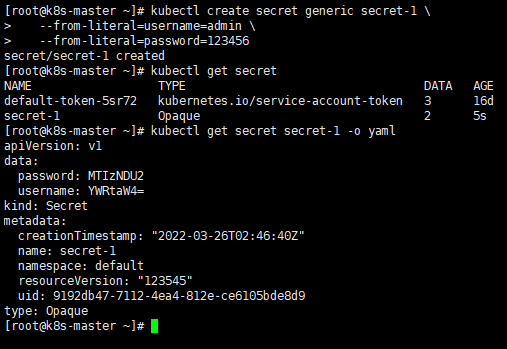 [root@k8s-master ~]# kubectl create secret generic secret-1 \
>    --from-literal=username=admin \
>    --from-literal=password=123456
secret/secret-1 created
[root@k8s-master ~]# kubectl get secret
NAME                  TYPE                                  DATA   AGE
default-token-5sr72   kubernetes.io/service-account-token   3      16d
secret-1              Opaque                                2      5s
[root@k8s-master ~]# kubectl get secret secret-1 -o yaml
apiVersion: v1
data:
  password: MTIzNDU2
  username: YWRtaW4=
kind: Secret
metadata:
  creationTimestamp: "2022-03-26T02:46:40Z"
  name: secret-1
  namespace: default
  resourceVersion: "123545"
  uid: 9192db47-7112-4ea4-812e-ce6105bde8d9
type: Opaque
[root@k8s-master ~]#